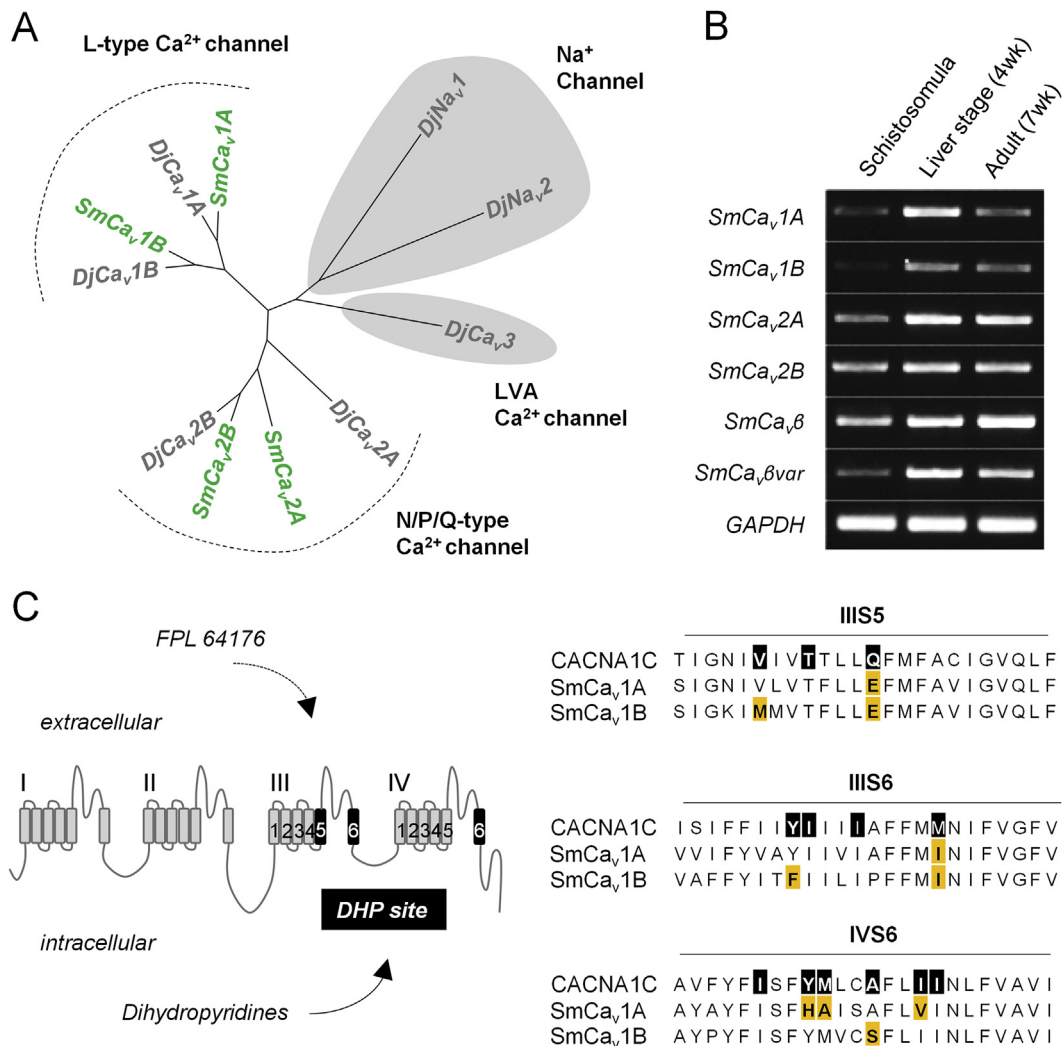 A
L-type Ca²⁺ channel
Na⁺
Channel
DjNaᵥ1
DjNaᵥ2
SmCaᵥ1A
DjCaᵥ1A
SmCaᵥ1B
DjCaᵥ1B
DjCaᵥ3
LVA
Ca²⁺ channel
DjCaᵥ2B
SmCaᵥ2B
SmCaᵥ2A
DjCaᵥ2A
N/P/Q-type
Ca²⁺ channel
B
Schistosomula
Liver stage (4wk)
Adult (7wk)
SmCaᵥ1A
SmCaᵥ1B
SmCaᵥ2A
SmCaᵥ2B
SmCaᵥβ
SmCaᵥβvar
GAPDH
C
FPL 64176
extracellular
I II III IV
1 2 3 4 5 6 1 2 3 4 5 6
DHP site
intracellular
Dihydropyridines
IIIS5
CACNA1C T I G N I V I V T T L L Q F M F A C I G V Q L F
SmCaᵥ1A S I G N I V L V T F L L E F M F A V I G V Q L F
SmCaᵥ1B S I G K I M M V T F L L E F M F A V I G V Q L F
IIIS6
CACNA1C I S I F F I I Y I I I I A F F M M N I F V G F V
SmCaᵥ1A V V I F Y V A Y I I V I A F F M I N I F V G F V
SmCaᵥ1B V A F F Y I T F I I L I P F F M I N I F V G F V
IVS6
CACNA1C A V F Y F I S F Y M L C A F L I I N L F V A V I
SmCaᵥ1A A Y A Y F I S F H A I S A F L V I N L F V A V I
SmCaᵥ1B A Y P Y F I S F Y M V C S F L I I N L F V A V I